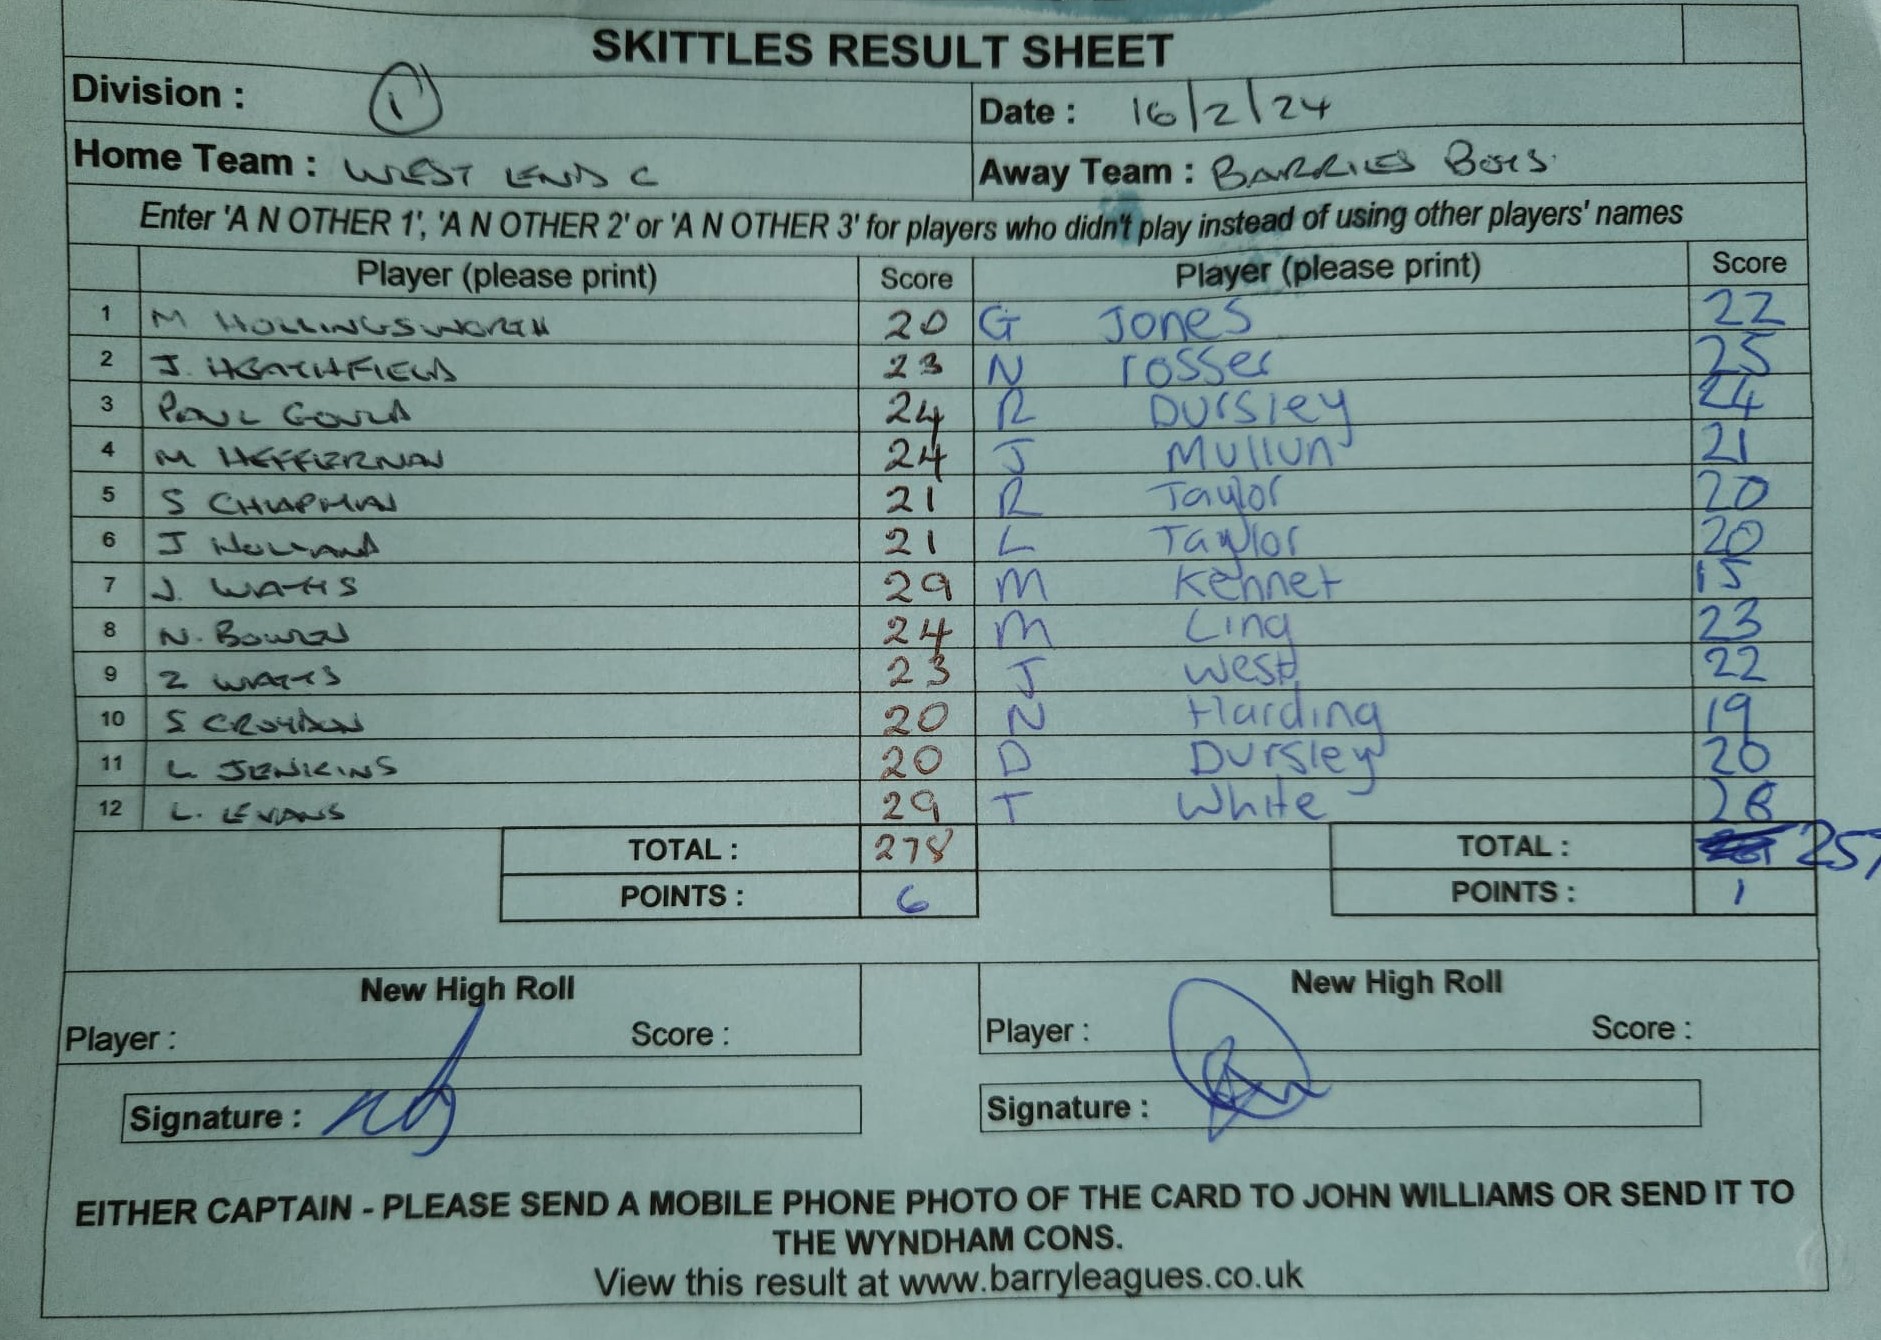 SKITTLES RESULT SHEET
Division : 1 Date : 16/2/24
Home Team : WEST END C Away Team : BARRIES BOYS
Enter 'A N OTHER 1', 'A N OTHER 2' or 'A N OTHER 3' for players who didn't play instead of using other players' names
Player (please print) Score Player (please print) Score
1 M HOLLINGSWORTH 20 G Jones 22
2 J. HEATHFIELD 23 N rosser 25
3 PAUL GOULD 24 R Dursley 24
4 M HEFFERNAN 24 J Mullun 21
5 S CHAPMAN 21 R Taylor 20
6 J HOLLAND 21 L Taylor 20
7 J. WATTS 29 M Kennet 15
8 N. BOWEN 24 M Ling 23
9 Z WATTS 23 J west 22
10 S CROYDON 20 N Harding 19
11 L JENKINS 20 D Dursley 20
12 L. EVANS 29 T White 26
TOTAL : 278 TOTAL : 257
POINTS : 6 POINTS : 1
New High Roll New High Roll
Player : Score : Player : Score :
Signature : Signature :
EITHER CAPTAIN - PLEASE SEND A MOBILE PHONE PHOTO OF THE CARD TO JOHN WILLIAMS OR SEND IT TO
THE WYNDHAM CONS.
View this result at www.barryleagues.co.uk